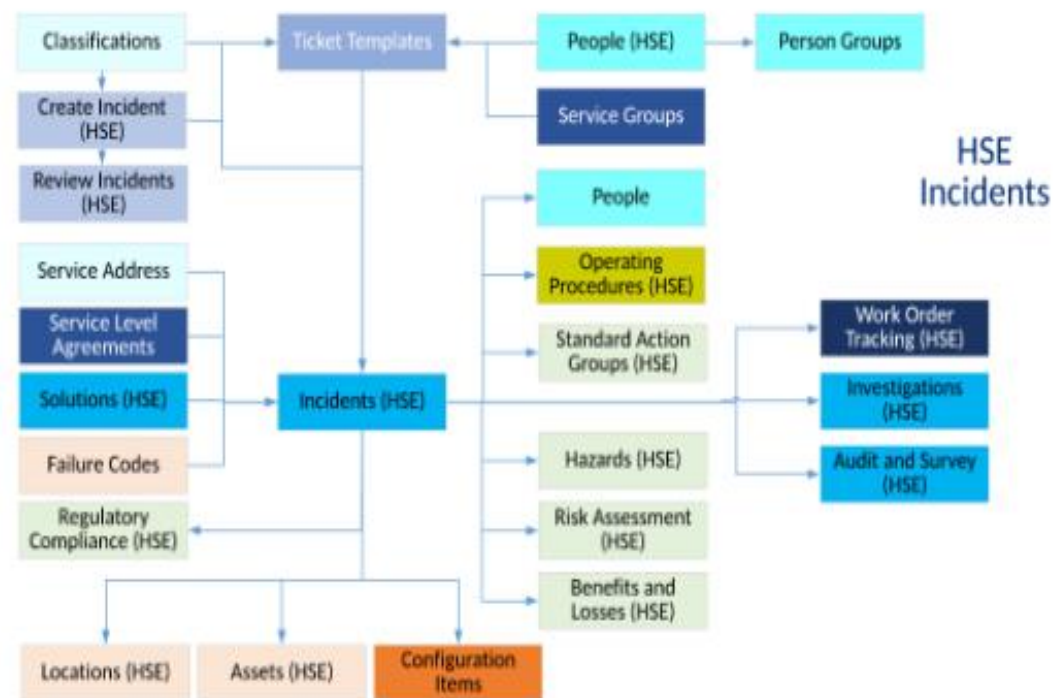 Classifications
Ticket Templates
People (HSE)
Person Groups
Create Incident
(HSE)
Service Groups
Review Incidents
(HSE)
People
HSE
Incidents
Service Address
Operating
Procedures (HSE)
Service Level
Agreements
Standard Action
Groups (HSE)
Work Order
Tracking (HSE)
Solutions (HSE)
Incidents (HSE)
Investigations
(HSE)
Failure Codes
Hazards (HSE)
Audit and Survey
(HSE)
Regulatory
Compliance (HSE)
Risk Assessment
(HSE)
Benefits and
Losses (HSE)
Locations (HSE)
Assets (HSE)
Configuration
Items